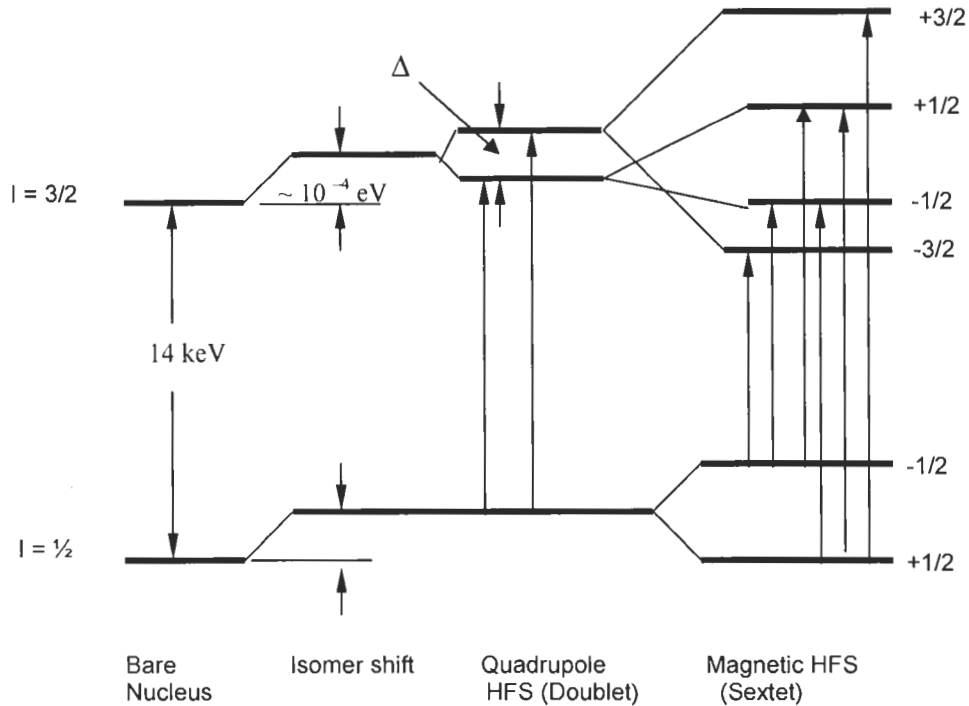 +3/2
Δ
+1/2
I = 3/2
~ 10⁻⁴ eV
-1/2
-3/2
14 keV
-1/2
I = ½
+1/2
Bare
Nucleus
Isomer shift
Quadrupole
HFS (Doublet)
Magnetic HFS
(Sextet)